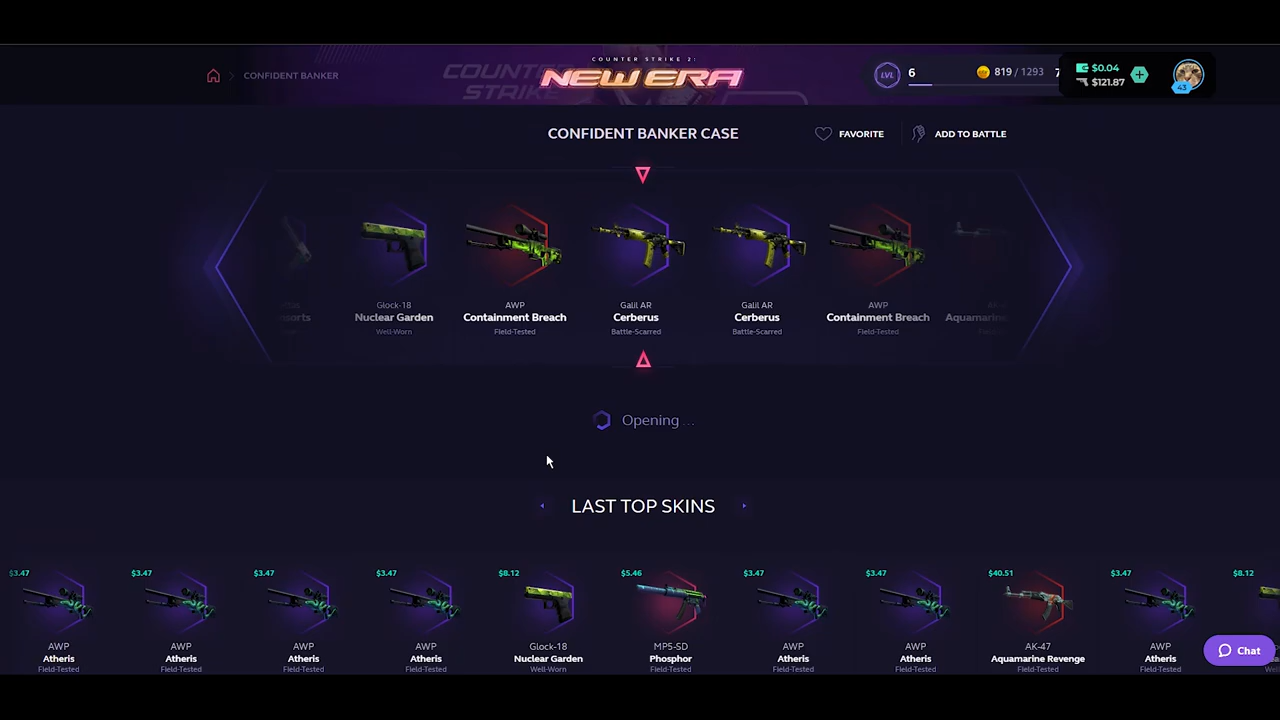 CONFIDENT BANKER
COUNTER STRIKE
COUNTER STRIKE 2:
NEW ERA
LVL 6
819 / 1293
7
$0.04
$121.87
43
CONFIDENT BANKER CASE
FAVORITE
ADD TO BATTLE
Glock-18
Nuclear Garden
Well-Worn
AWP
Containment Breach
Field-Tested
Galil AR
Cerberus
Battle-Scarred
Galil AR
Cerberus
Battle-Scarred
AWP
Containment Breach
Field-Tested
Aquamarine
Opening ...
LAST TOP SKINS
$3.47
AWP
Atheris
Field-Tested
$3.47
AWP
Atheris
Field-Tested
$3.47
AWP
Atheris
Field-Tested
$3.47
AWP
Atheris
Field-Tested
$8.12
Glock-18
Nuclear Garden
Well-Worn
$5.46
MP5-SD
Phosphor
Field-Tested
$3.47
AWP
Atheris
Field-Tested
$3.47
AWP
Atheris
Field-Tested
$40.51
AK-47
Aquamarine Revenge
Field-Tested
$3.47
AWP
Atheris
Field-Tested
$8.12
Chat